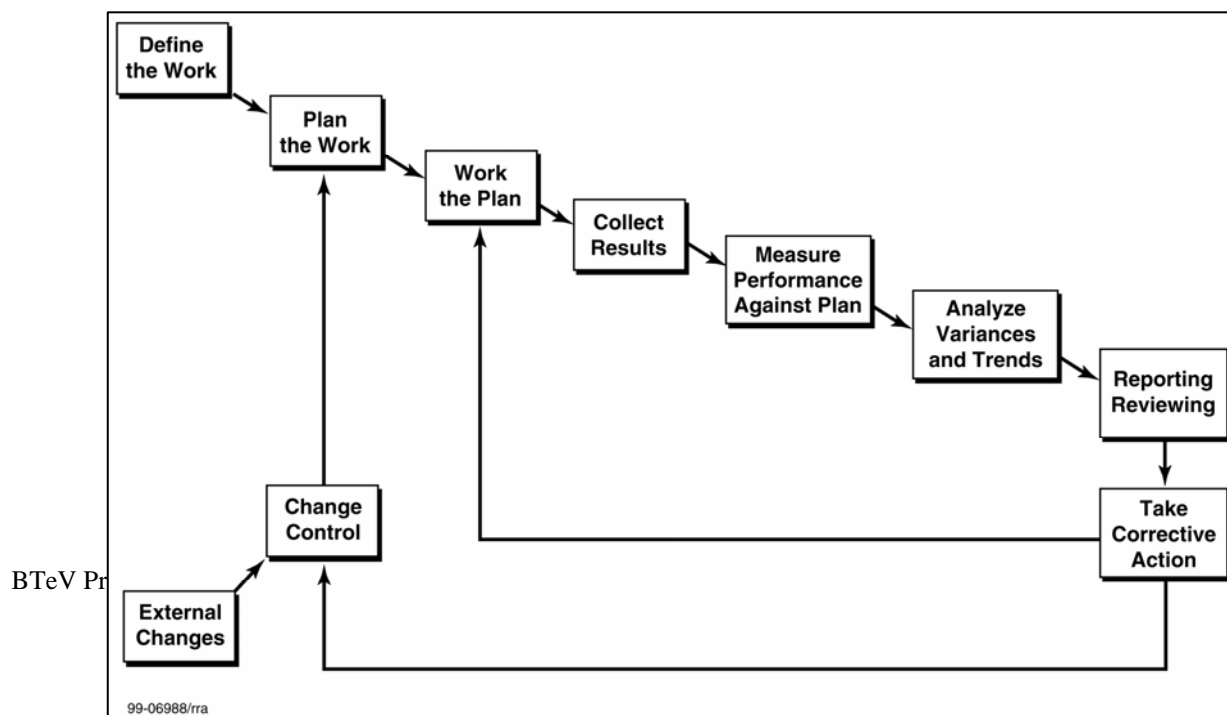 Define
the Work
Plan
the Work
Work
the Plan
Collect
Results
Measure
Performance
Against Plan
Analyze
Variances
and Trends
Reporting
Reviewing
Take
Corrective
Action
Change
Control
External
Changes
BTeV Pr
99-06988/rra